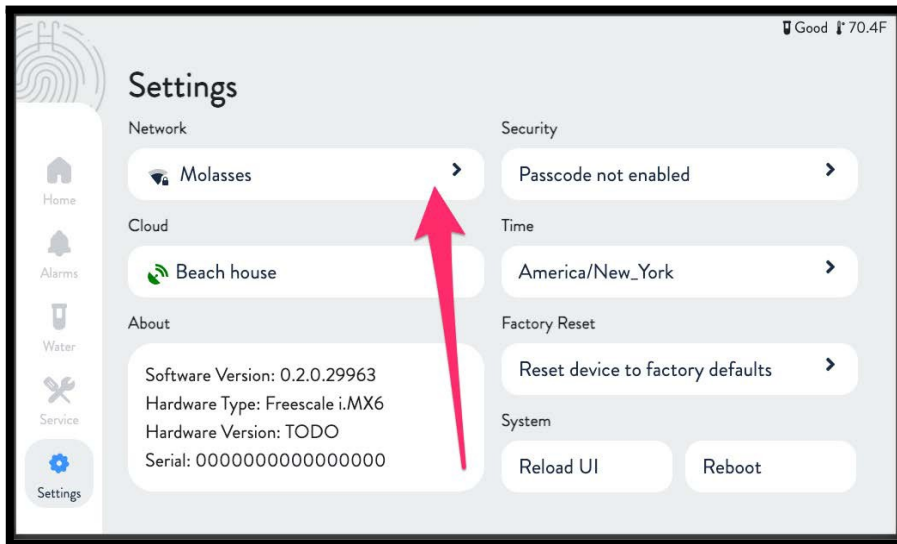 Good 70.4F
Settings
Network
Molasses
Cloud
Beach house
About
Software Version: 0.2.0.29963
Hardware Type: Freescale i.MX6
Hardware Version: TODO
Serial: 0000000000000000
Security
Passcode not enabled
Time
America/New_York
Factory Reset
Reset device to factory defaults
System
Reload UI
Reboot
Home
Alarms
Water
Service
Settings